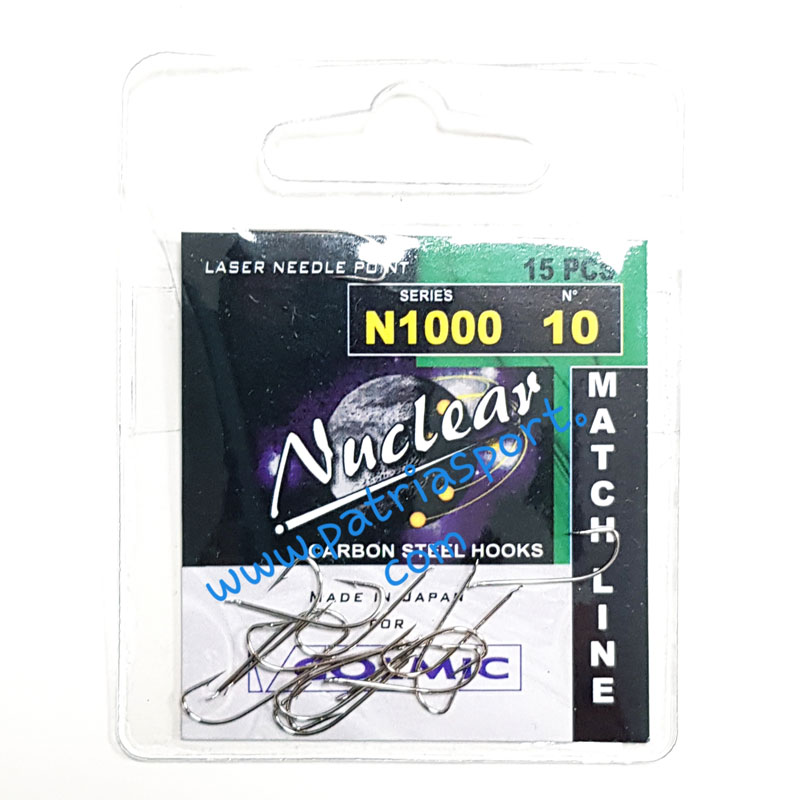 LASER NEEDLE POINT
15 PCS
SERIES
N°
N1000
10
Nuclear
MATCH LINE
www.patriasport.
com
CARBON STEEL HOOKS
MADE IN JAPAN
FOR